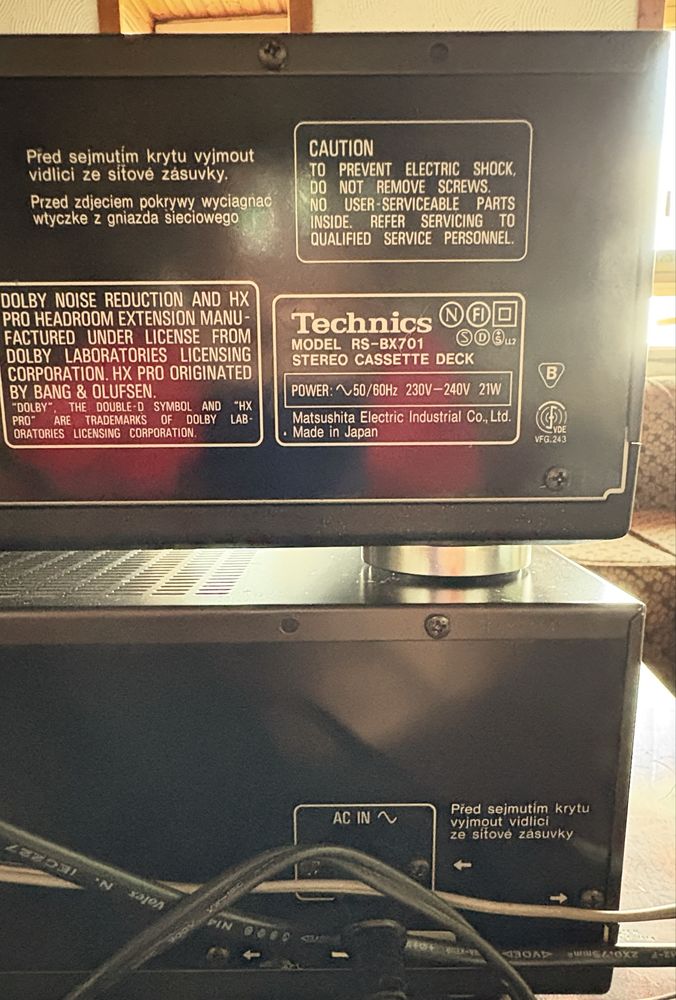 Před sejmutím krytu vyjmout
vidlici ze síťové zásuvky.
Przed zdjeciem pokrywy wyciagnac
wtyczke z gniazda sieciowego
CAUTION
TO PREVENT ELECTRIC SHOCK,
DO NOT REMOVE SCREWS.
NO USER-SERVICEABLE PARTS
INSIDE. REFER SERVICING TO
QUALIFIED SERVICE PERSONNEL.
DOLBY NOISE REDUCTION AND HX
PRO HEADROOM EXTENSION MANU-
FACTURED UNDER LICENSE FROM
DOLBY LABORATORIES LICENSING
CORPORATION. HX PRO ORIGINATED
BY BANG & OLUFSEN.
"DOLBY", THE DOUBLE-D SYMBOL AND "HX
PRO" ARE TRADEMARKS OF DOLBY LAB-
ORATORIES LICENSING CORPORATION.
Technics N FI
MODEL RS-BX701 S D S LL2
STEREO CASSETTE DECK
POWER: ∿50/60Hz 230V–240V 21W
Matsushita Electric Industrial Co., Ltd.
Made in Japan
B
VDE
VFG.243
AC IN ∿
Před sejmutím krytu
vyjmout vidlici
ze síťové zásuvky
Volex N. IEC227